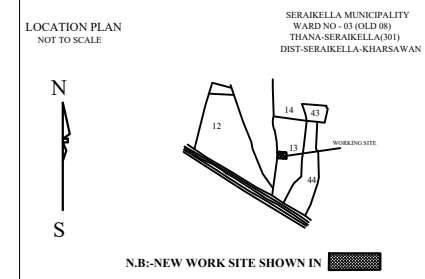 LOCATION PLAN
NOT TO SCALE
SERAIKELLA MUNICIPALITY
WARD NO - 03 (OLD 08)
THANA-SERAIKELLA(301)
DIST-SERAIKELLA-KHARSAWAN
N
S
12
14
43
13
WORKING SITE
44
N.B:-NEW WORK SITE SHOWN IN